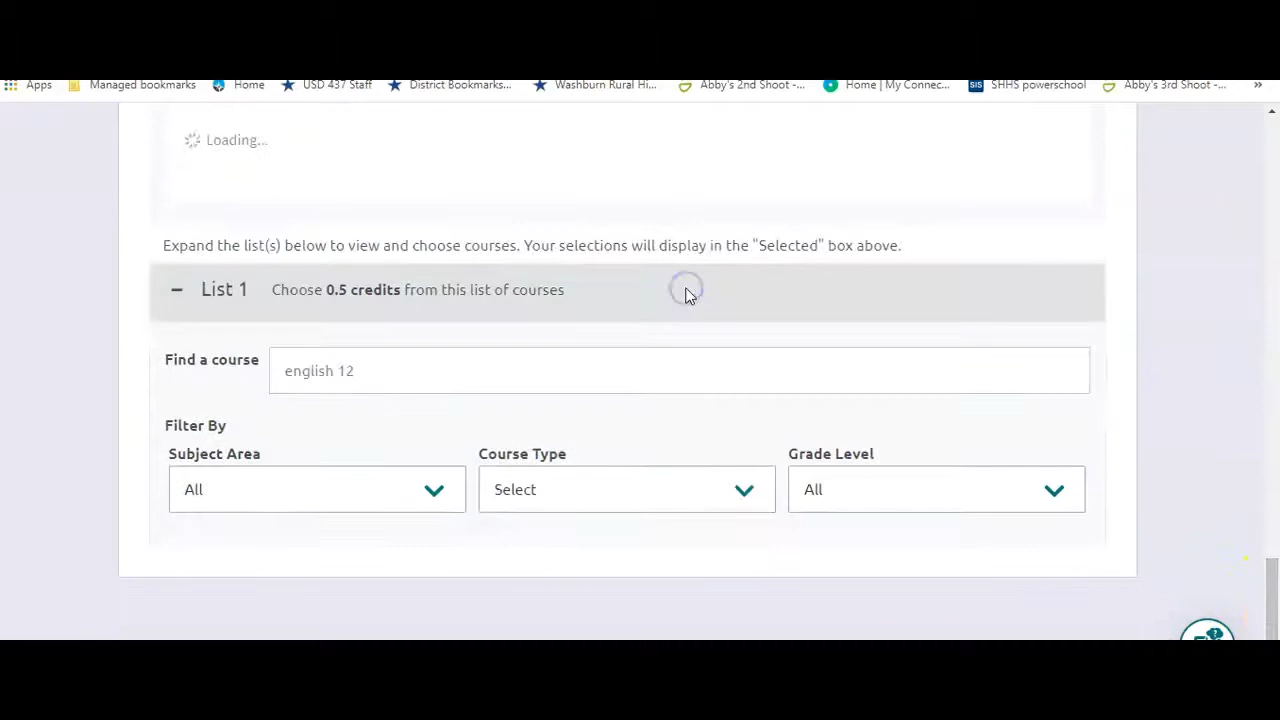 Apps Managed bookmarks Home USD 437 Staff District Bookmarks... Washburn Rural Hi... Abby's 2nd Shoot -... Home | My Connec... SIS SHHS powerschool Abby's 3rd Shoot -... »
Loading...
Expand the list(s) below to view and choose courses. Your selections will display in the "Selected" box above.
− List 1 Choose 0.5 credits from this list of courses
Find a course english 12
Filter By
Subject Area Course Type Grade Level
All Select All
?